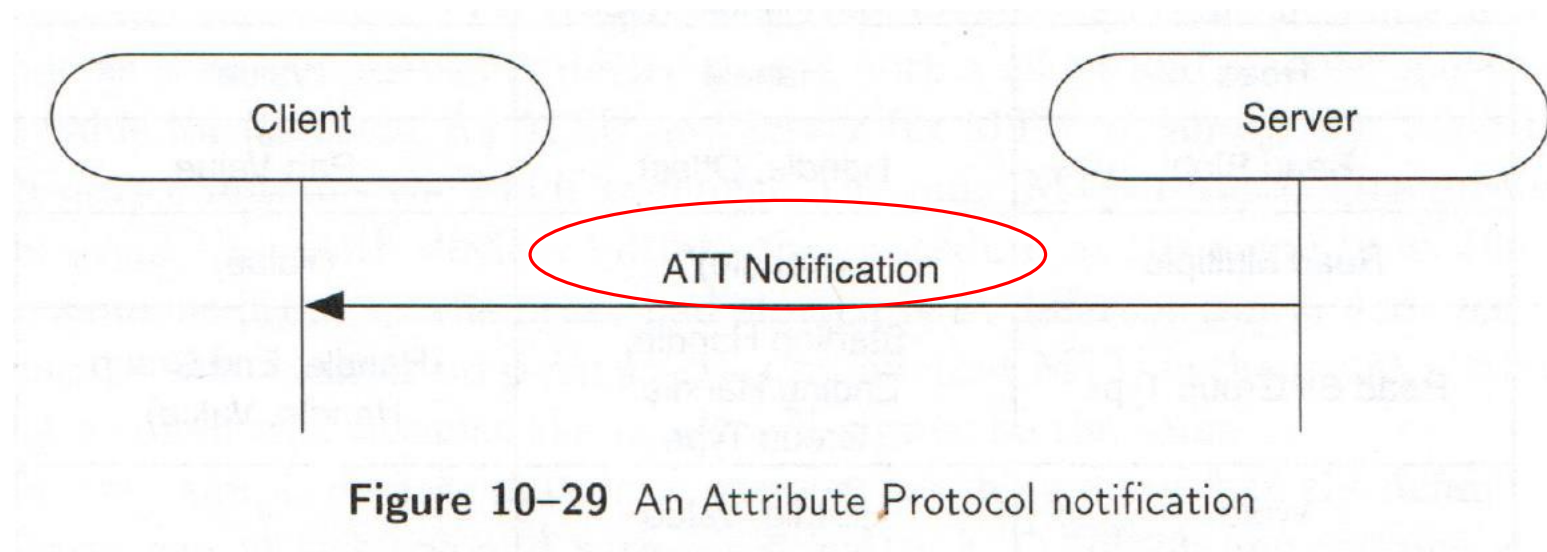 Client
Server
ATT Notification
Figure 10–29 An Attribute Protocol notification